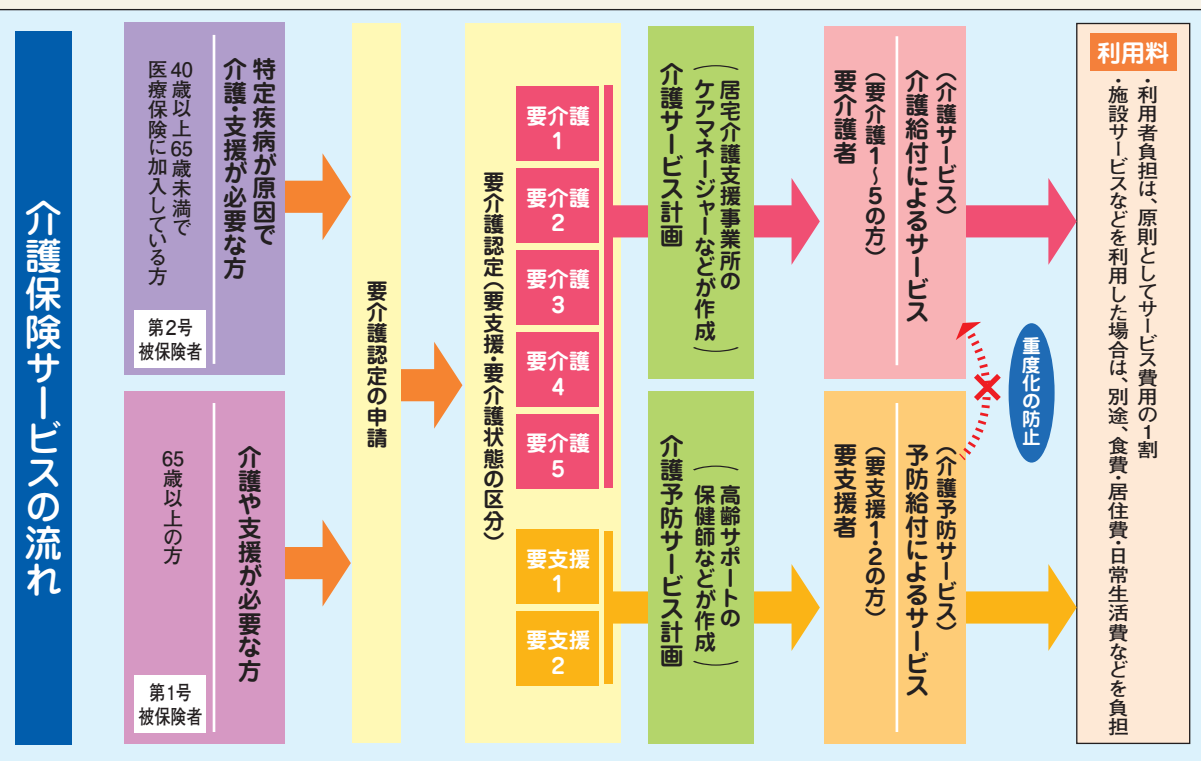 介護保険サービスの流れ
特定疾病が原因で
介護・支援が必要な方
40歳以上65歳未満で
医療保険に加入している方
第2号
被保険者
介護や支援が必要な方
65歳以上の方
第1号
被保険者
要介護認定の申請
要介護認定（要支援・要介護状態の区分）
要介護
1
要介護
2
要介護
3
要介護
4
要介護
5
要支援
1
要支援
2
居宅介護支援事業所の
ケアマネージャーなどが作成
介護サービス計画
高齢サポートの
保健師などが作成
介護予防サービス計画
（介護サービス）
介護給付によるサービス
（要介護1〜5の方）
要介護者
（介護予防サービス）
予防給付によるサービス
（要支援1・2の方）
要支援者
重度化の防止
利用料
・利用者負担は、原則としてサービス費用の1割
・施設サービスなどを利用した場合は、別途、食費・居住費・日常生活費などを負担